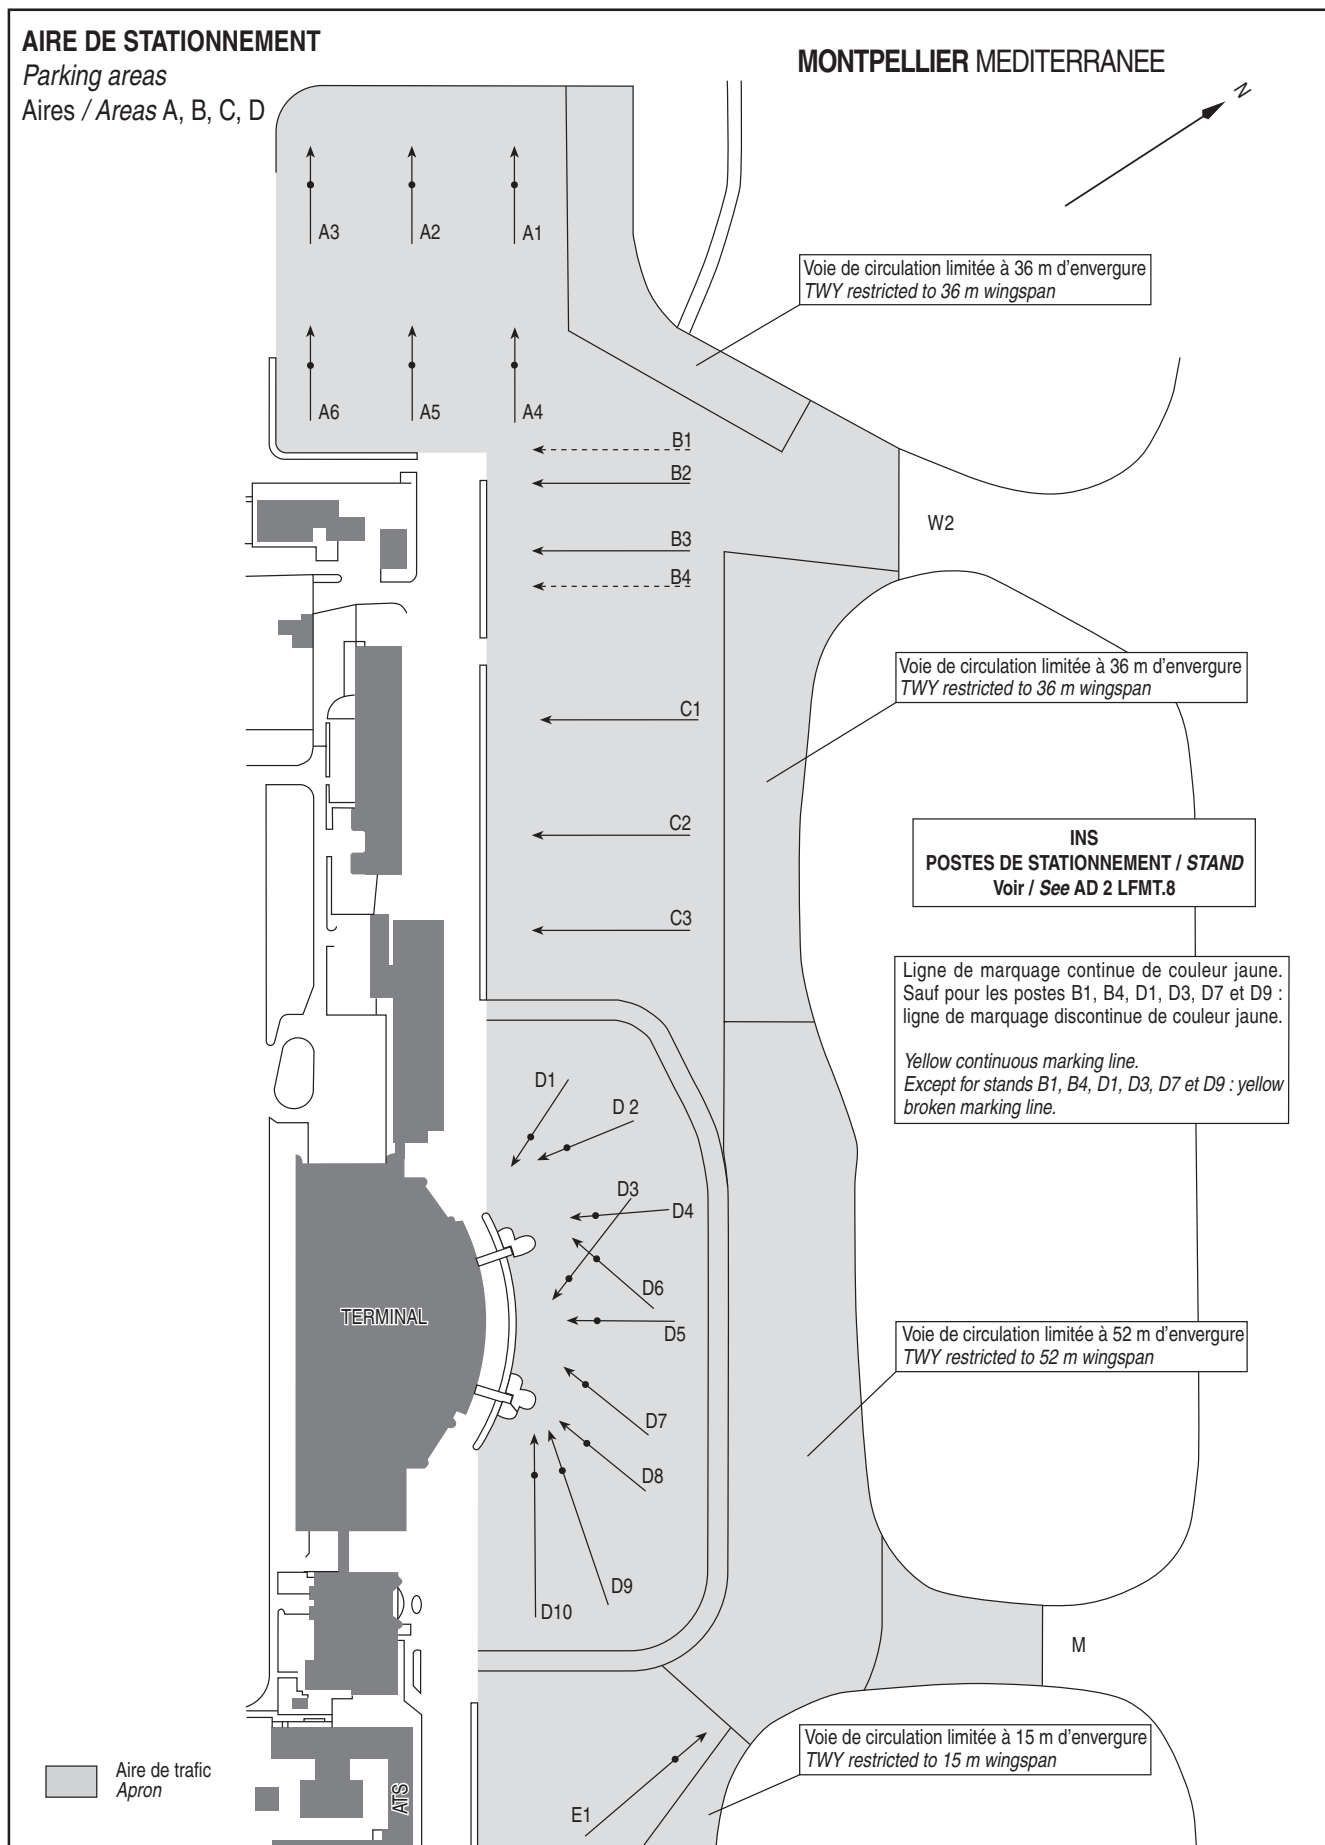 AIRE DE STATIONNEMENT
Parking areas
Aires / Areas A, B, C, D
MONTPELLIER MEDITERRANEE
N
A3
A2
A1
Voie de circulation limitée à 36 m d'envergure
TWY restricted to 36 m wingspan
A6
A5
A4
B1
B2
W2
B3
B4
Voie de circulation limitée à 36 m d'envergure
TWY restricted to 36 m wingspan
C1
C2
INS
POSTES DE STATIONNEMENT / STAND
Voir / See AD 2 LFMT.8
C3
Ligne de marquage continue de couleur jaune.
Sauf pour les postes B1, B4, D1, D3, D7 et D9 :
ligne de marquage discontinue de couleur jaune.
Yellow continuous marking line.
Except for stands B1, B4, D1, D3, D7 et D9 : yellow
broken marking line.
D1
D 2
D3
D4
D6
TERMINAL
D5
Voie de circulation limitée à 52 m d'envergure
TWY restricted to 52 m wingspan
D7
D8
D9
D10
M
Voie de circulation limitée à 15 m d'envergure
TWY restricted to 15 m wingspan
Aire de trafic
Apron
ATS
E1